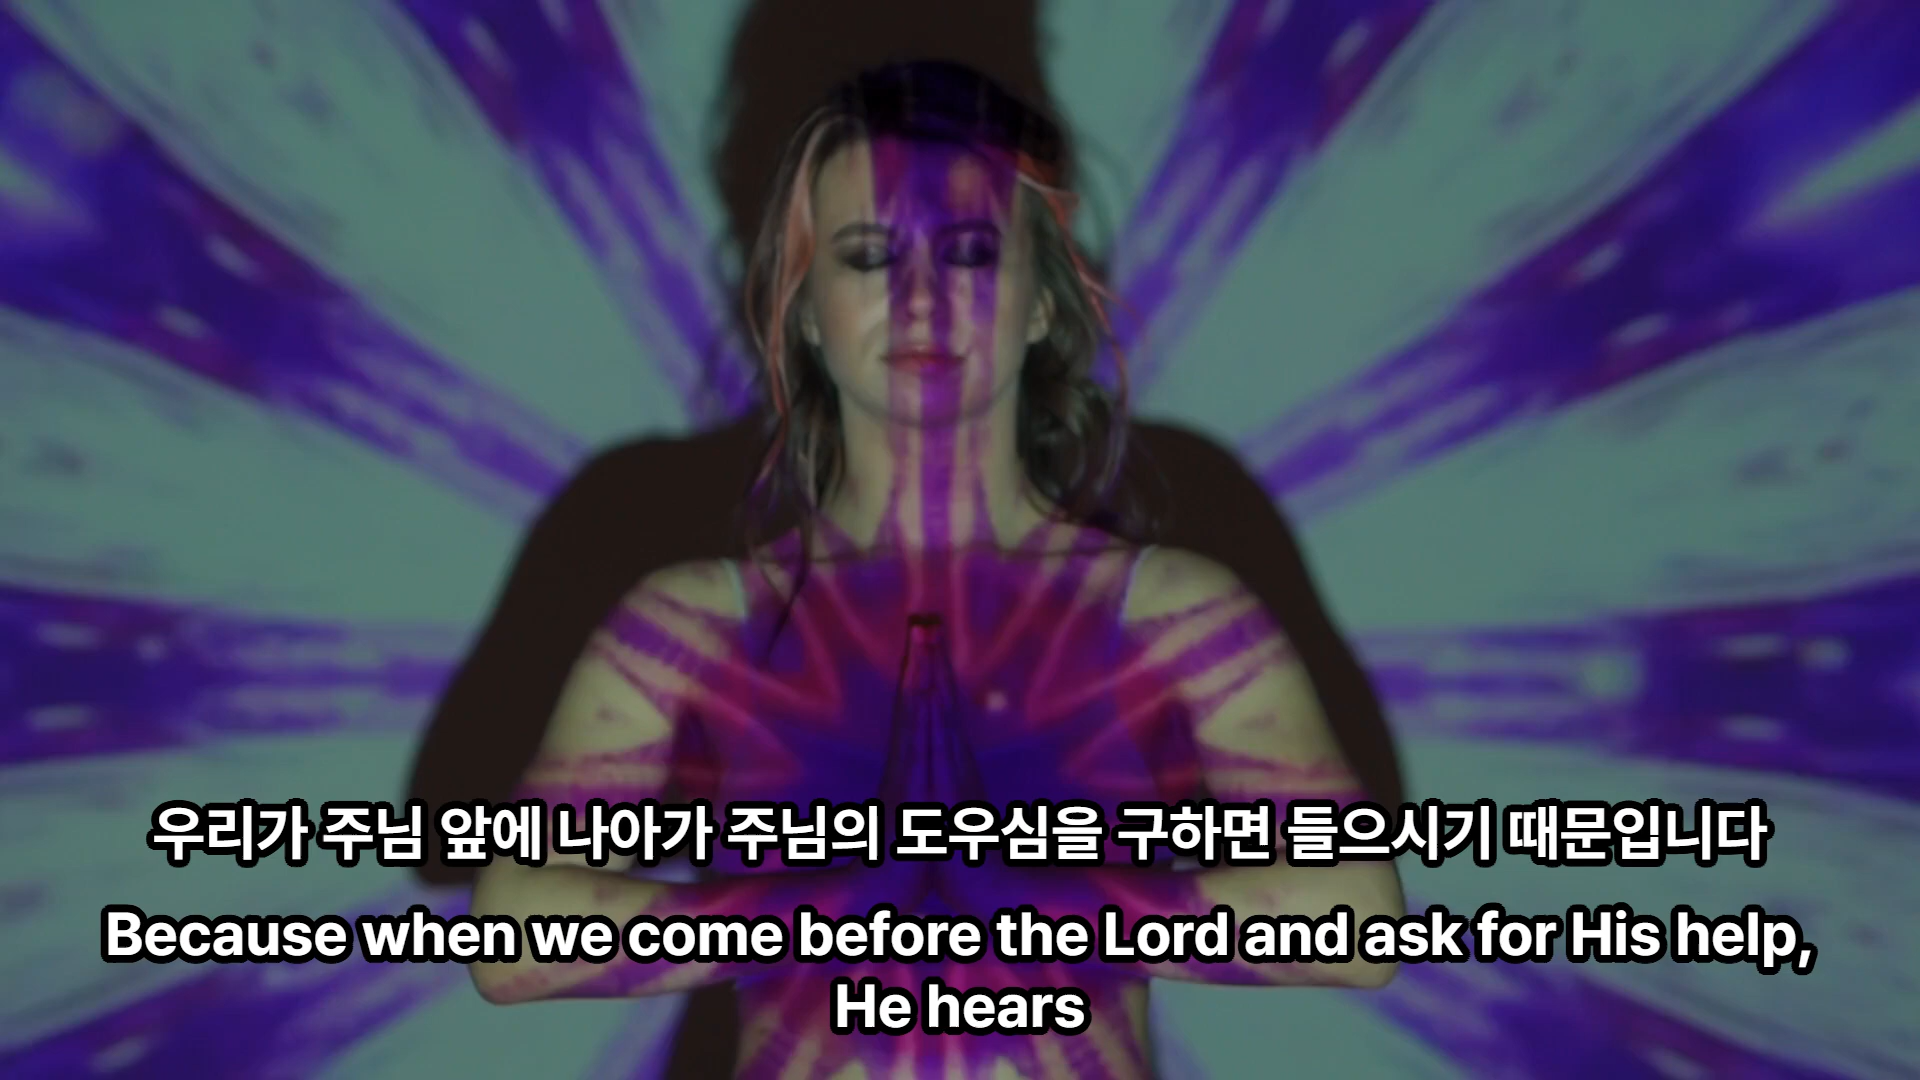 우리가 주님 앞에 나아가 주님의 도우심을 구하면 들으시기 때문입니다
Because when we come before the Lord and ask for His help,
He hears